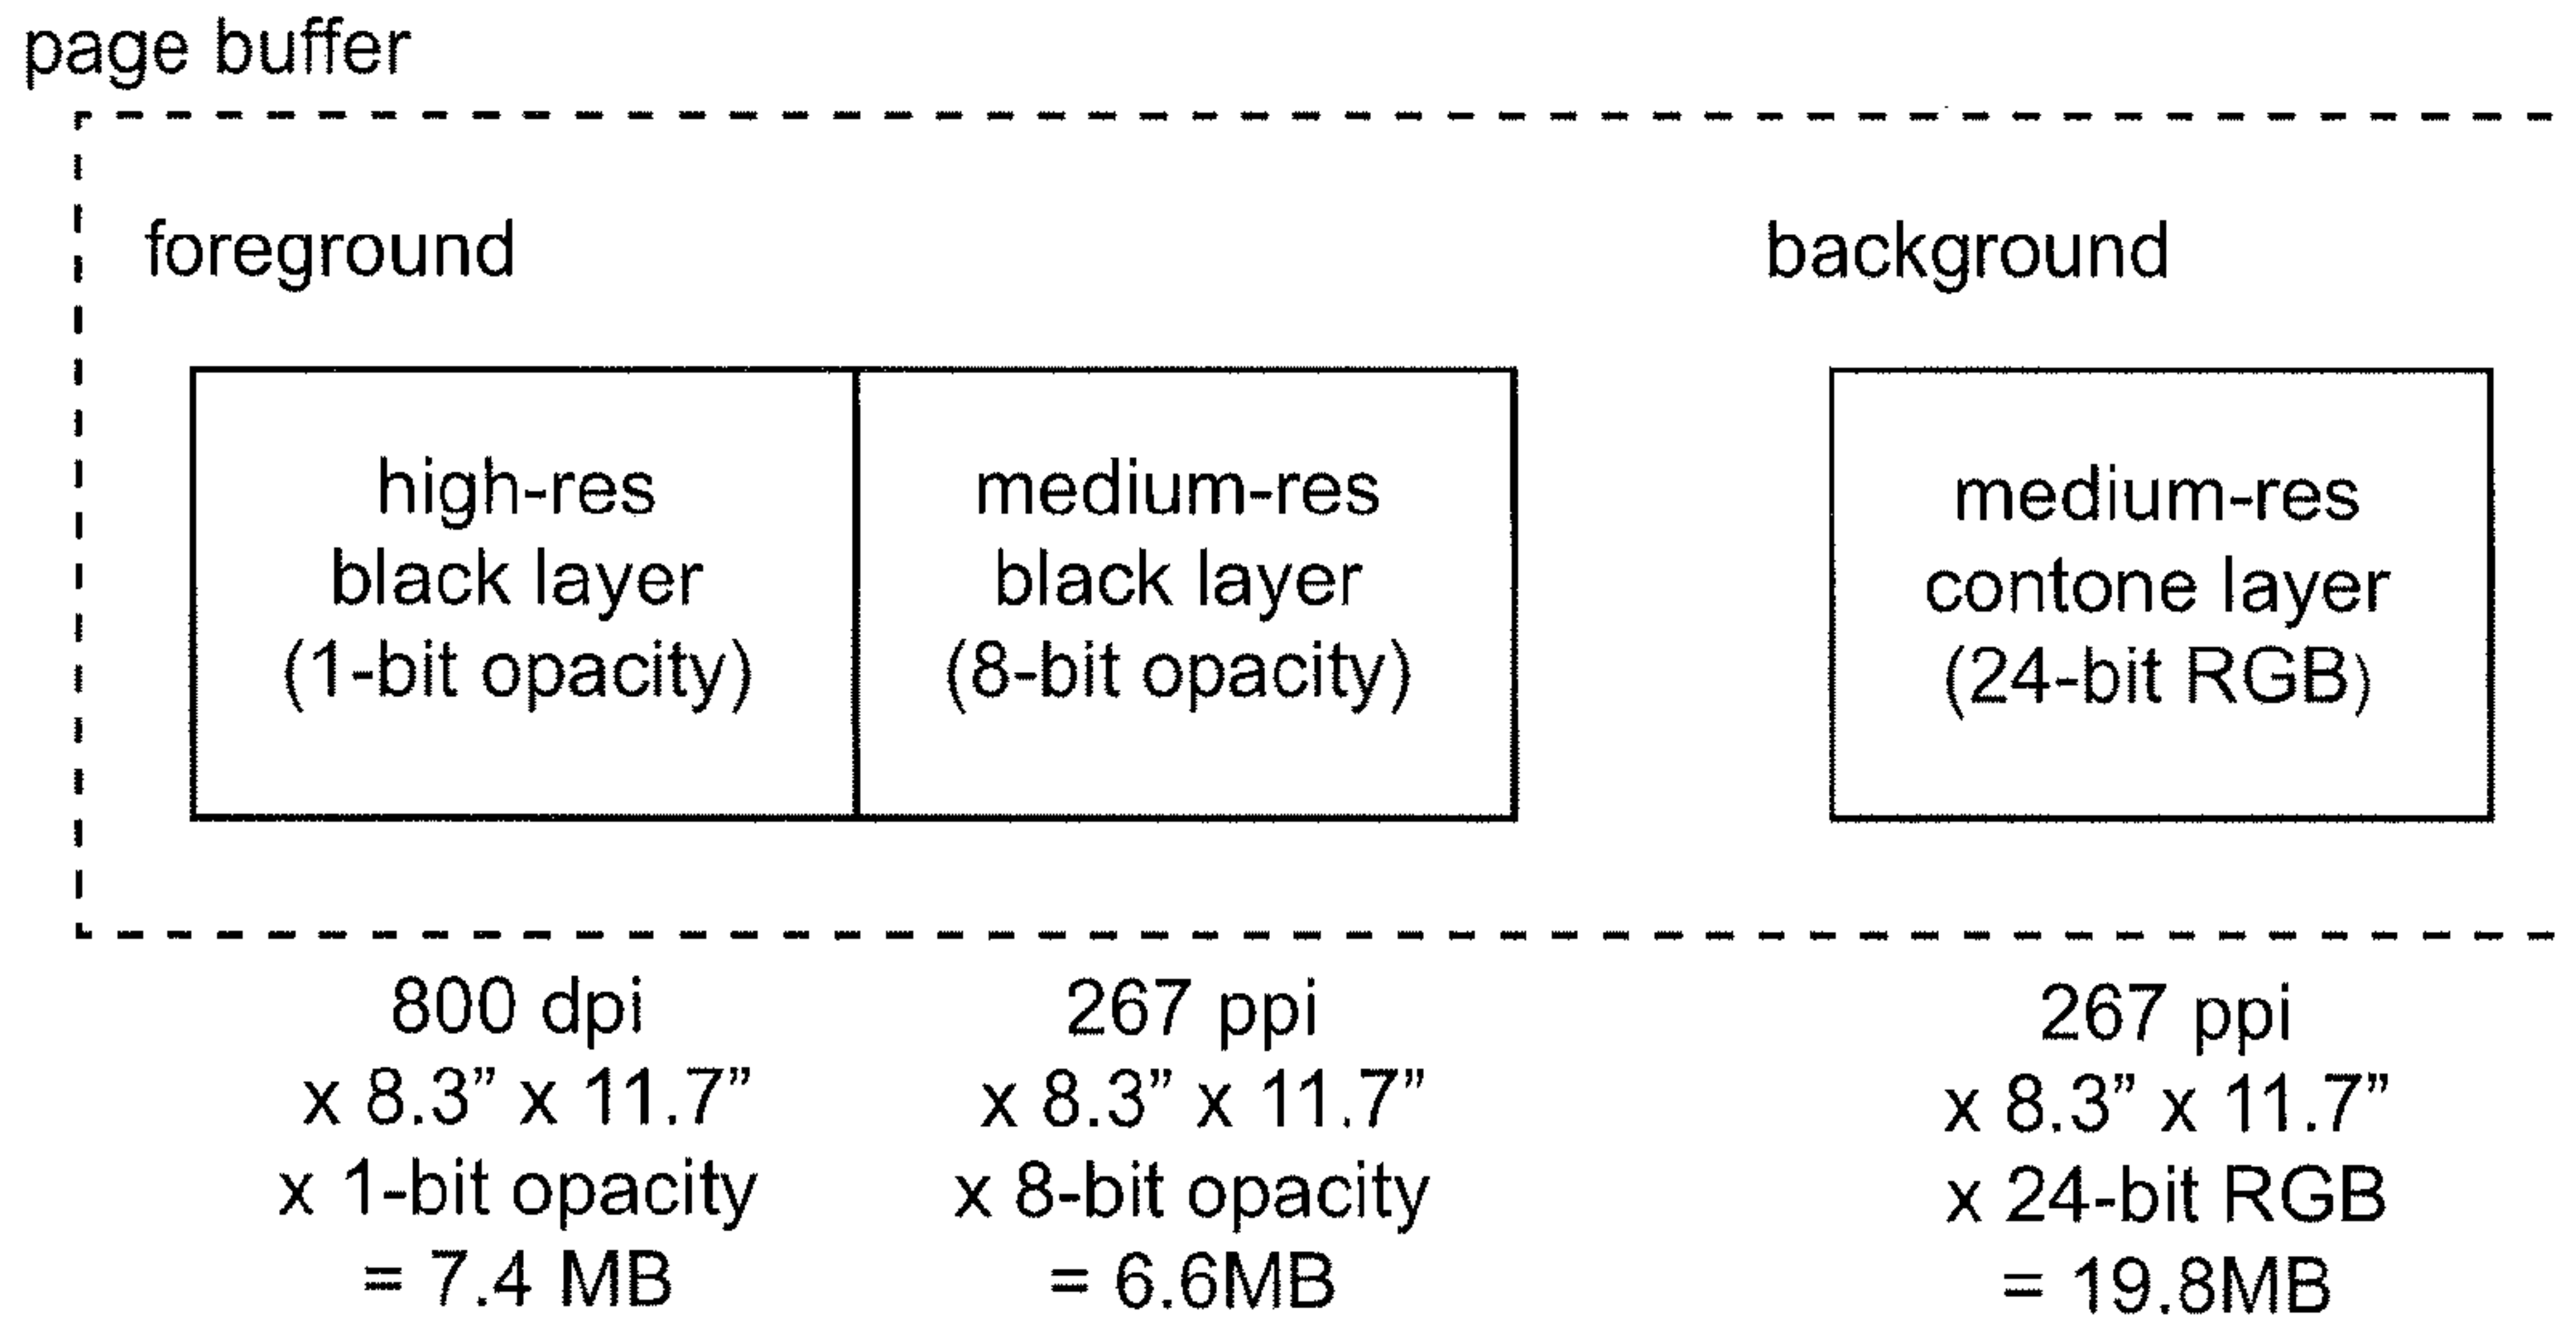 page buffer
foreground
background
high-res
black layer
(1-bit opacity)
medium-res
black layer
(8-bit opacity)
medium-res
contone layer
(24-bit RGB)
800 dpi
x 8.3” x 11.7”
x 1-bit opacity
= 7.4 MB
267 ppi
x 8.3” x 11.7”
x 8-bit opacity
= 6.6MB
267 ppi
x 8.3” x 11.7”
x 24-bit RGB
= 19.8MB